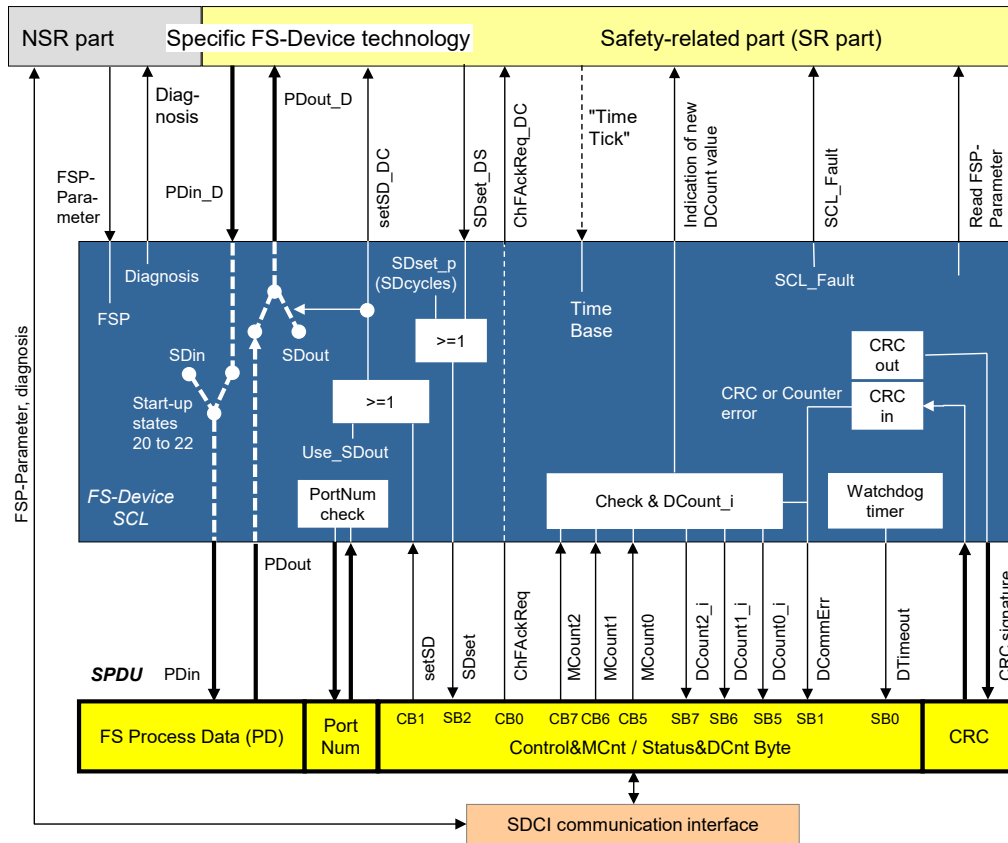 NSR part
Specific FS-Device technology
Safety-related part (SR part)
Diag-
nosis
FSP-
Para-
meter
PDin_D
PDout_D
setSD_DC
SDset_DS
ChFAckReq_DC
"Time
Tick"
Indication of new
DCount value
SCL_Fault
Read FSP-
Parameter
FSP-Parameter, diagnosis
Diagnosis
FSP
SDset_p
(SDcycles)
Time
Base
SCL_Fault
SDin
SDout
>=1
>=1
CRC
out
CRC or Counter
error
CRC
in
Start-up
states
20 to 22
Use_SDout
FS-Device
SCL
PortNum
check
Check & DCount_i
Watchdog
timer
PDout
SPDU
PDin
setSD
SDset
ChFAckReq
MCount2
MCount1
MCount0
DCount2_i
DCount1_i
DCount0_i
DCommErr
DTimeout
CRC signature
FS Process Data (PD)
Port
Num
CB1
SB2
CB0
CB7
CB6
CB5
SB7
SB6
SB5
SB1
SB0
Control&MCnt / Status&DCnt Byte
CRC
SDCI communication interface